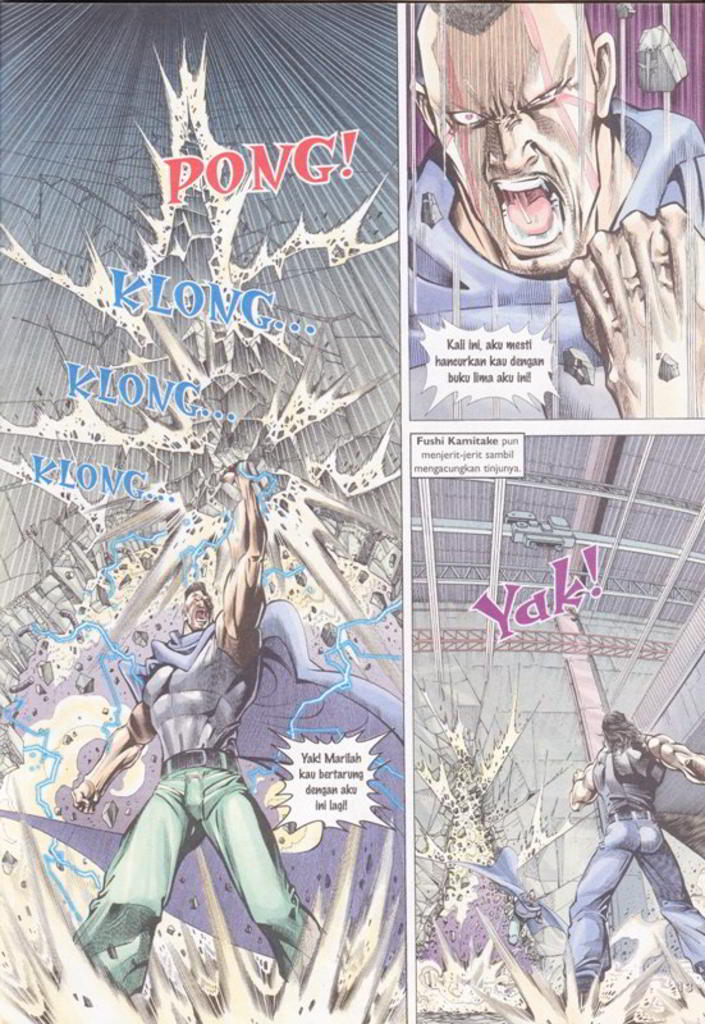 PONG!
KLONG...
KLONG...
KLONG...
Yak! Marilah
kau bertarung
dengan aku
ini lagi!
Kali ini, aku mesti
hancurkan kau dengan
buku lima aku ini!
Fushi Kamitake pun
menjerit-jerit sambil
mengacungkan tinjunya.
Yak!